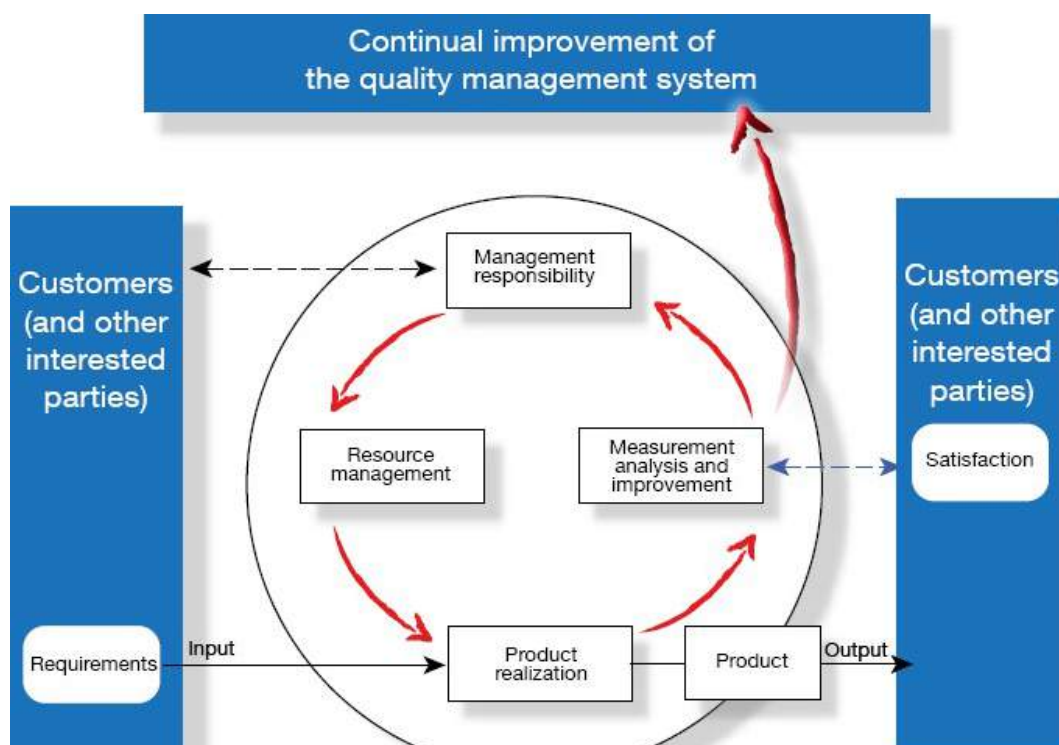 Continual improvement of
the quality management system
Customers
(and other
interested
parties)
Management
responsibility
Customers
(and other
interested
parties)
Resource
management
Measurement
analysis and
improvement
Satisfaction
Requirements
Input
Product
realization
Product
Output